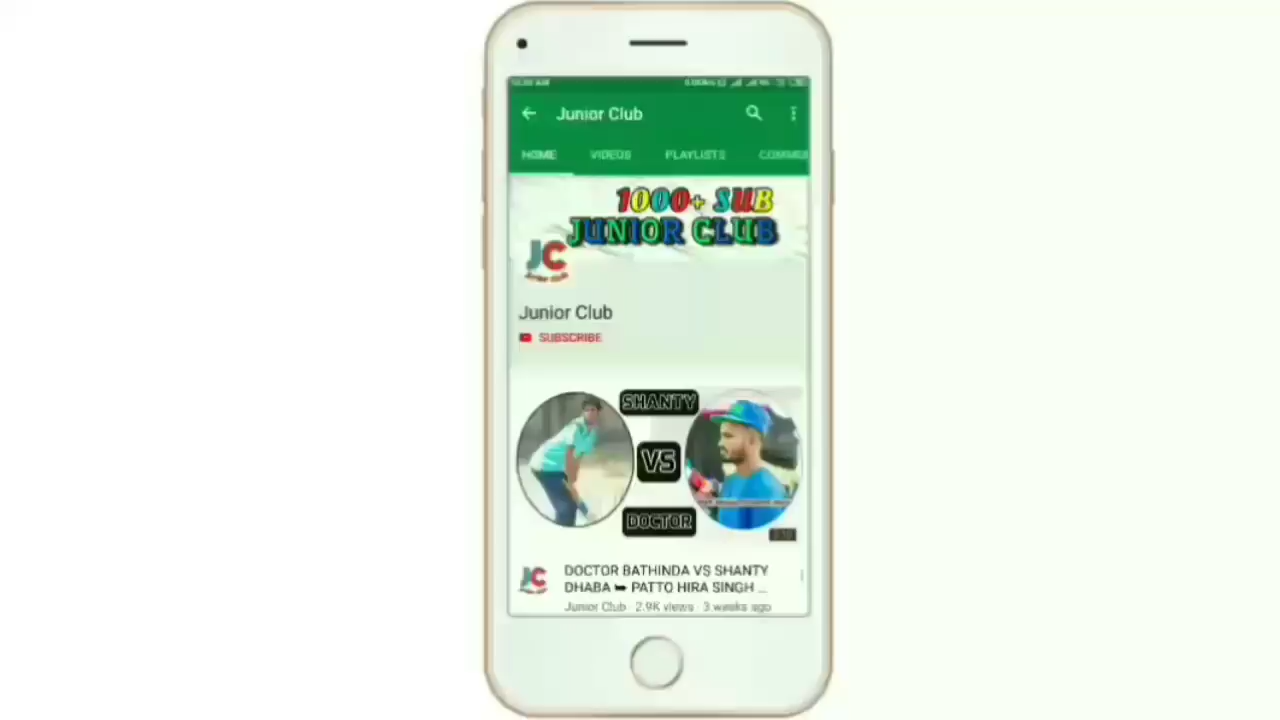 Junior Club
HOME VIDEOS PLAYLISTS
1000+ SUB
JUNIOR CLUB
JC
Junior Club
SUBSCRIBE
SHANTY
VS
DOCTOR
JC
DOCTOR BATHINDA VS SHANTY
DHABA ➥ PATTO HIRA SINGH ...
Junior Club 2.9K views 3 weeks ago